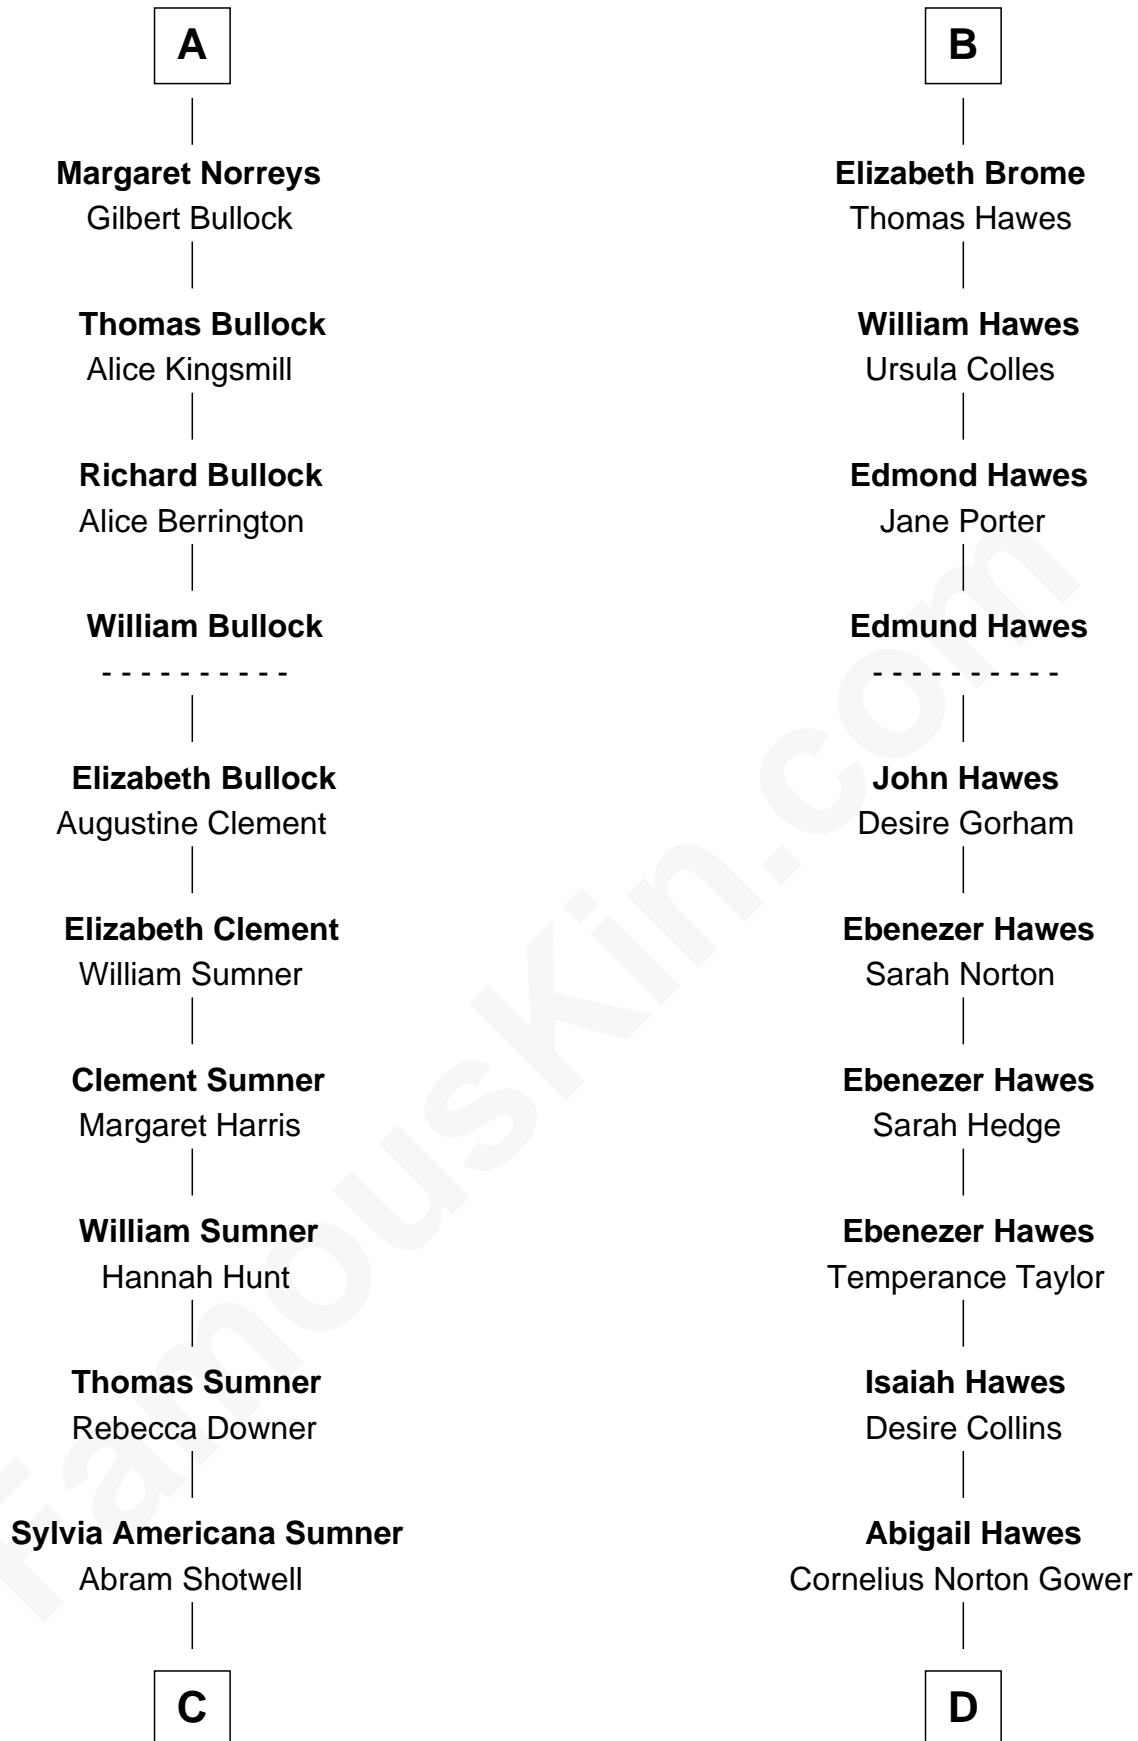 A
Margaret Norreys
Gilbert Bullock
Thomas Bullock
Alice Kingsmill
Richard Bullock
Alice Berrington
William Bullock
- - - - - - - - - -
Elizabeth Bullock
Augustine Clement
Elizabeth Clement
William Sumner
Clement Sumner
Margaret Harris
William Sumner
Hannah Hunt
Thomas Sumner
Rebecca Downer
Sylvia Americana Sumner
Abram Shotwell
C
B
Elizabeth Brome
Thomas Hawes
William Hawes
Ursula Colles
Edmond Hawes
Jane Porter
Edmund Hawes
- - - - - - - - - -
John Hawes
Desire Gorham
Ebenezer Hawes
Sarah Norton
Ebenezer Hawes
Sarah Hedge
Ebenezer Hawes
Temperance Taylor
Isaiah Hawes
Desire Collins
Abigail Hawes
Cornelius Norton Gower
D
FamousKin.com